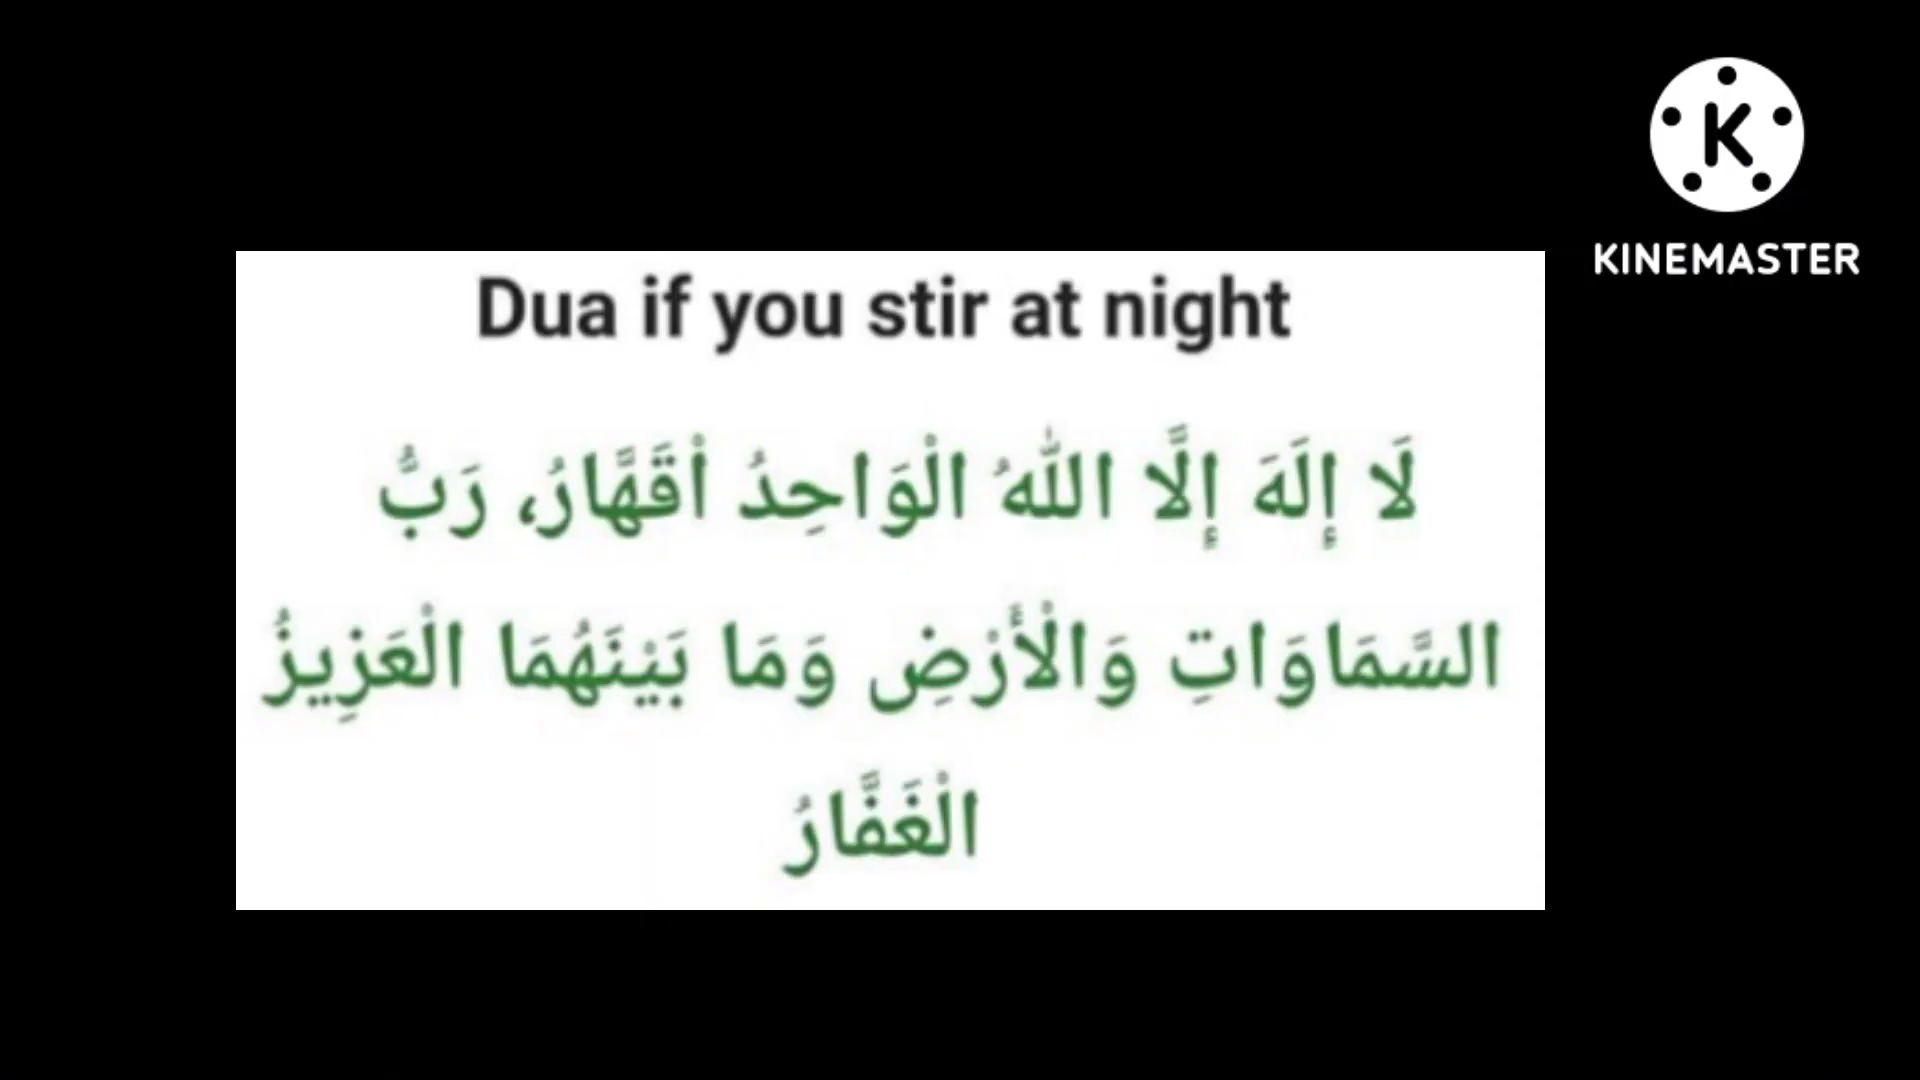 K
KINEMASTER
Dua if you stir at night
لَا إِلَهَ إِلَّا اللّٰهُ الْوَاحِدُ اْقَهَّارُ، رَبُّ
السَّمَاوَاتِ وَالْأَرْضِ وَمَا بَيْنَهُمَا الْعَزِيزُ
الْغَفَّارُ